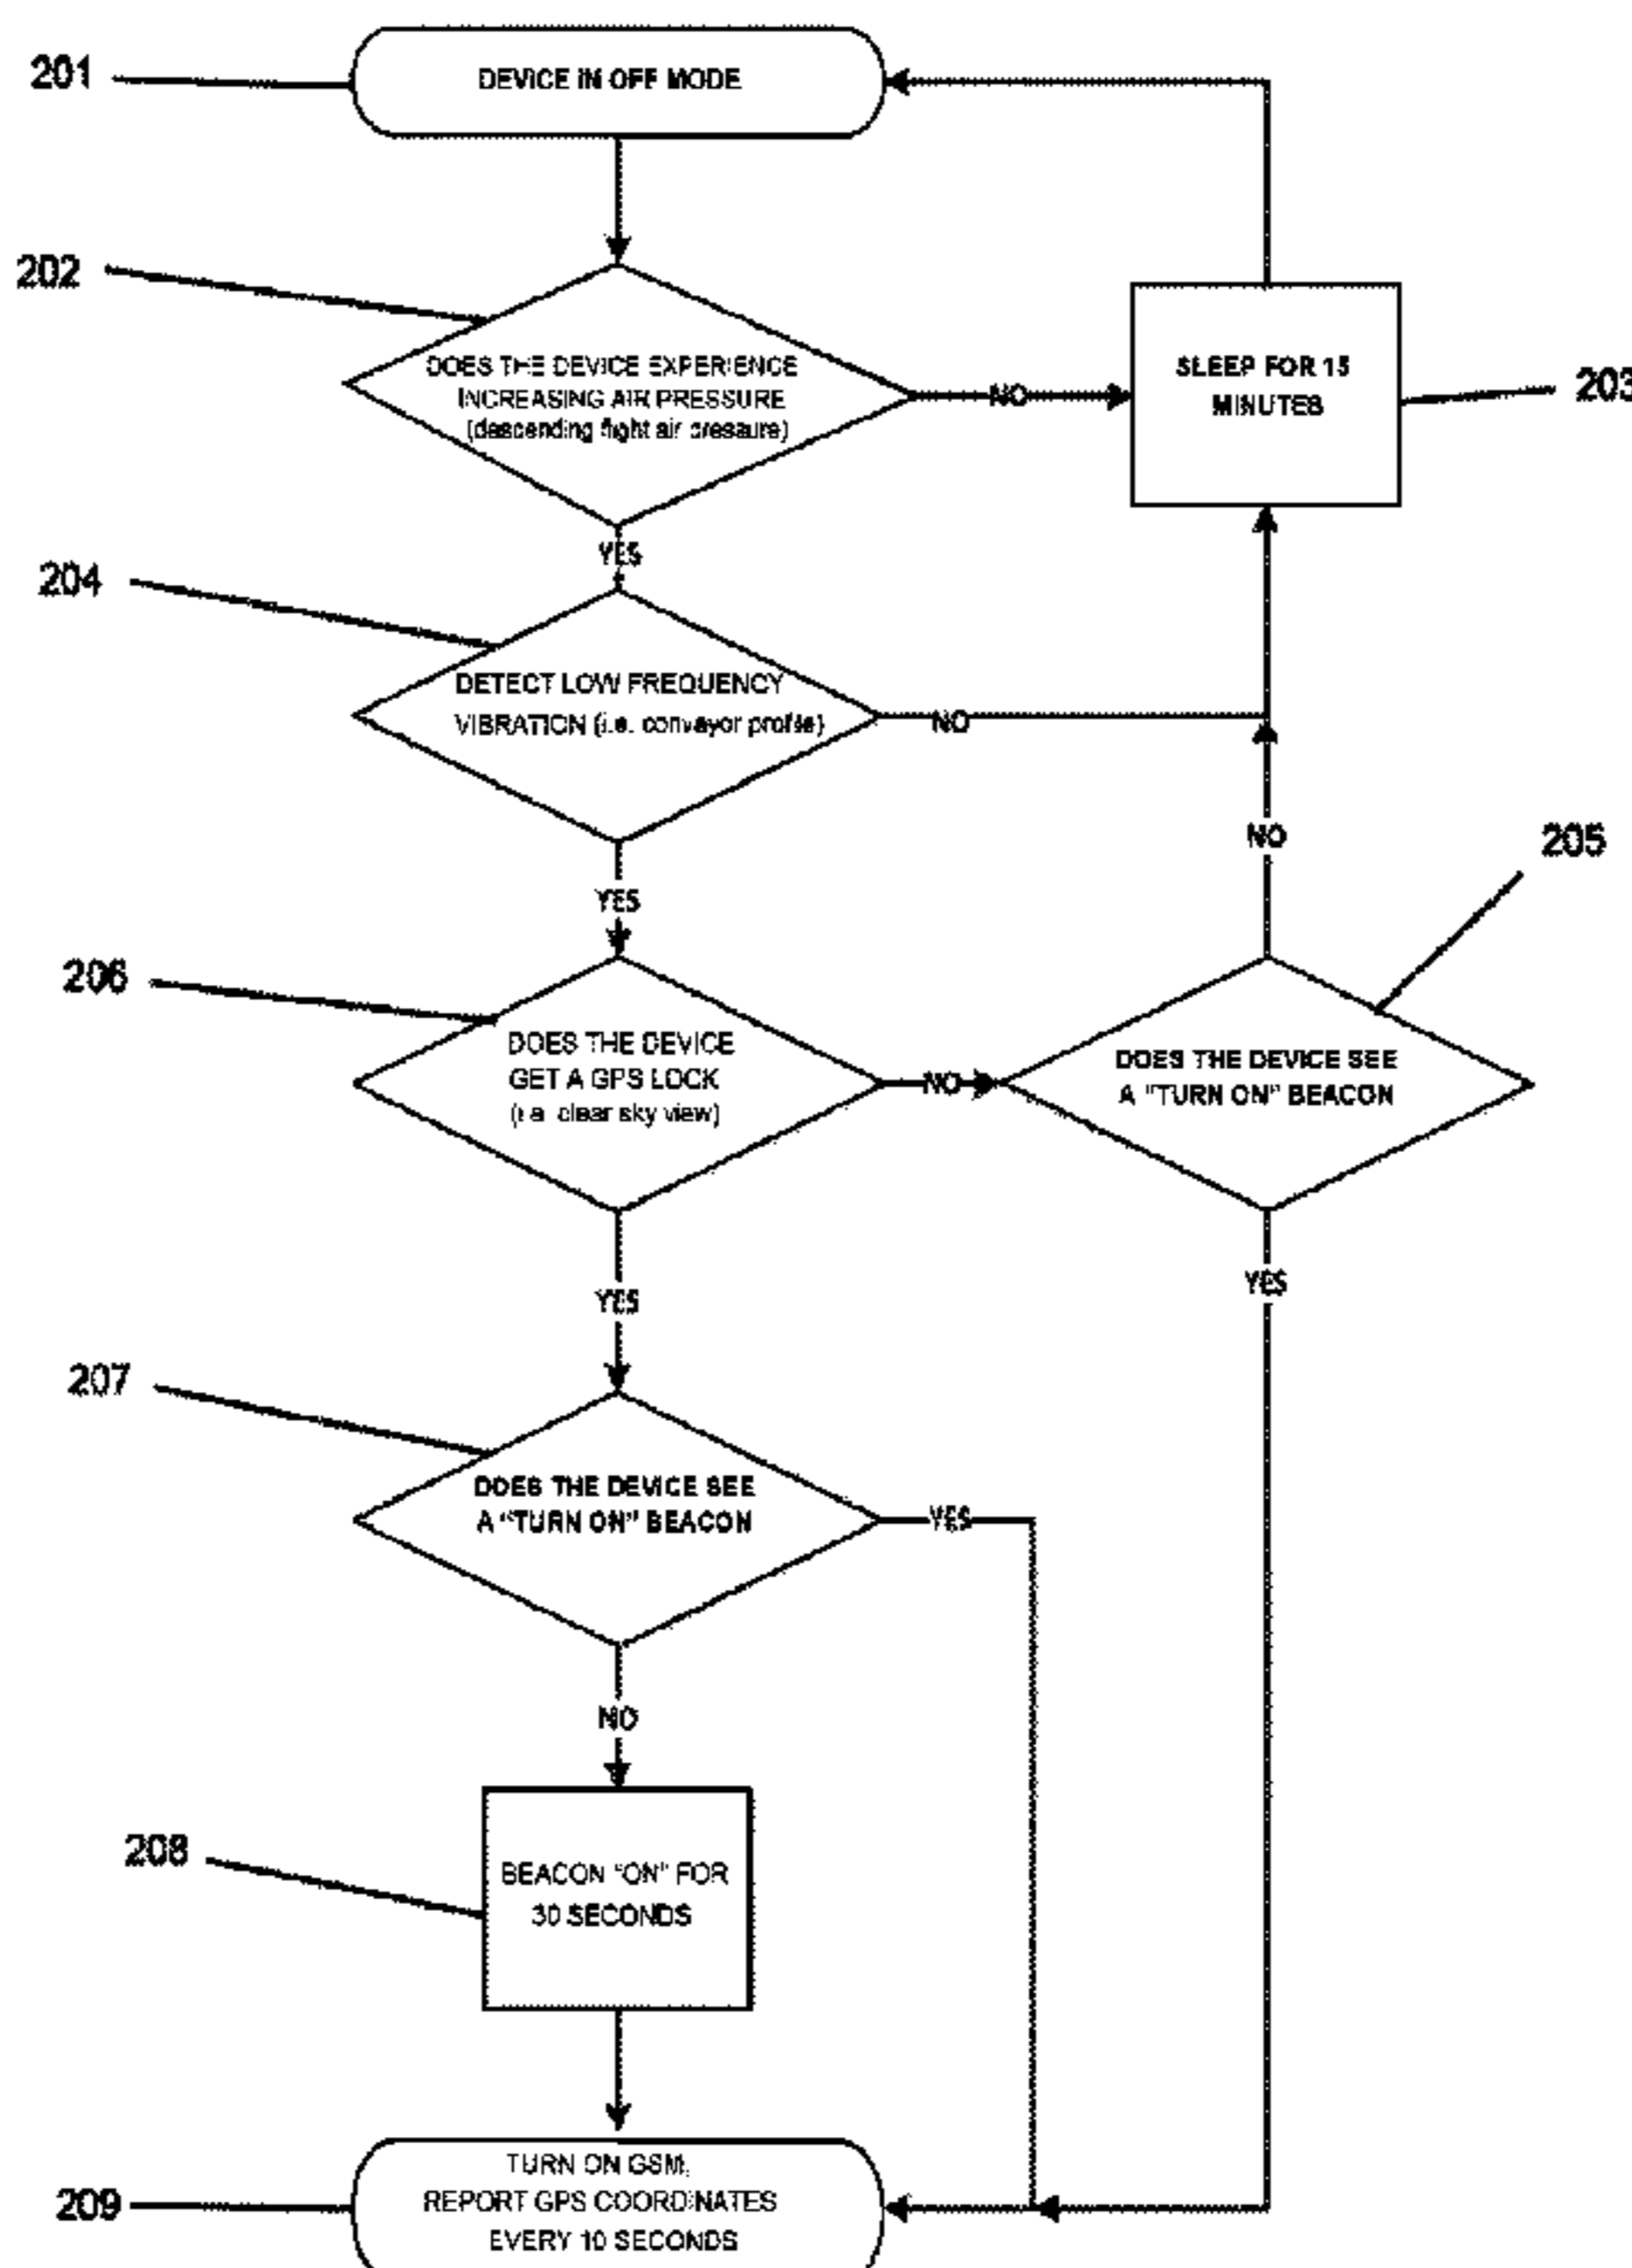 201
DEVICE IN OFF MODE
202
DOES THE DEVICE EXPERIENCE
INCREASING AIR PRESSURE
(descending flight air pressure)
NO
SLEEP FOR 15
MINUTES
203
YES
204
DETECT LOW FREQUENCY
VIBRATION (i.e. conveyor profile)
NO
NO
205
YES
206
DOES THE DEVICE
GET A GPS LOCK
(i.e. clear sky view)
NO
DOES THE DEVICE SEE
A "TURN ON" BEACON
YES
YES
207
DOES THE DEVICE SEE
A "TURN ON" BEACON
YES
NO
208
BEACON "ON" FOR
30 SECONDS
209
TURN ON GSM,
REPORT GPS COORDINATES
EVERY 10 SECONDS